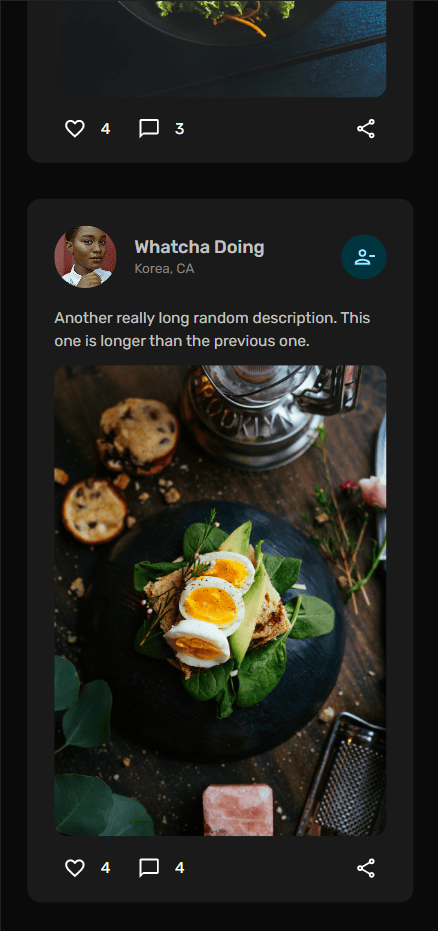 4 3
Whatcha Doing
Korea, CA
Another really long random description. This
one is longer than the previous one.
BROOKLYN
4 4